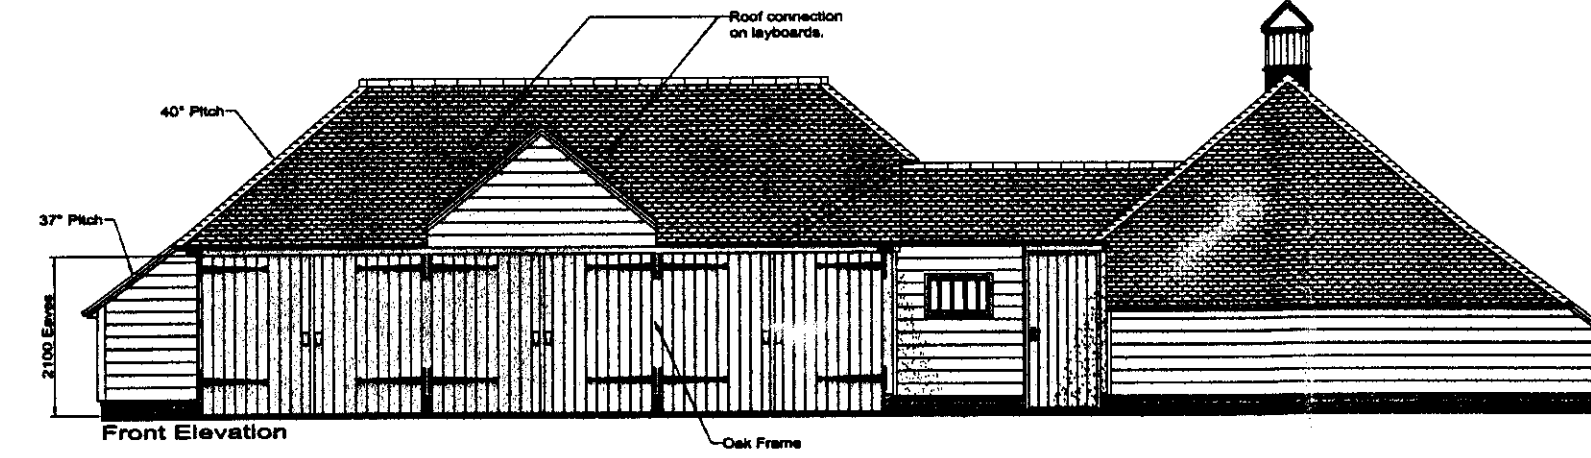 Roof connection
on layboards.
40° Pitch
37° Pitch
2100 Eaves
Front Elevation
Oak Frame